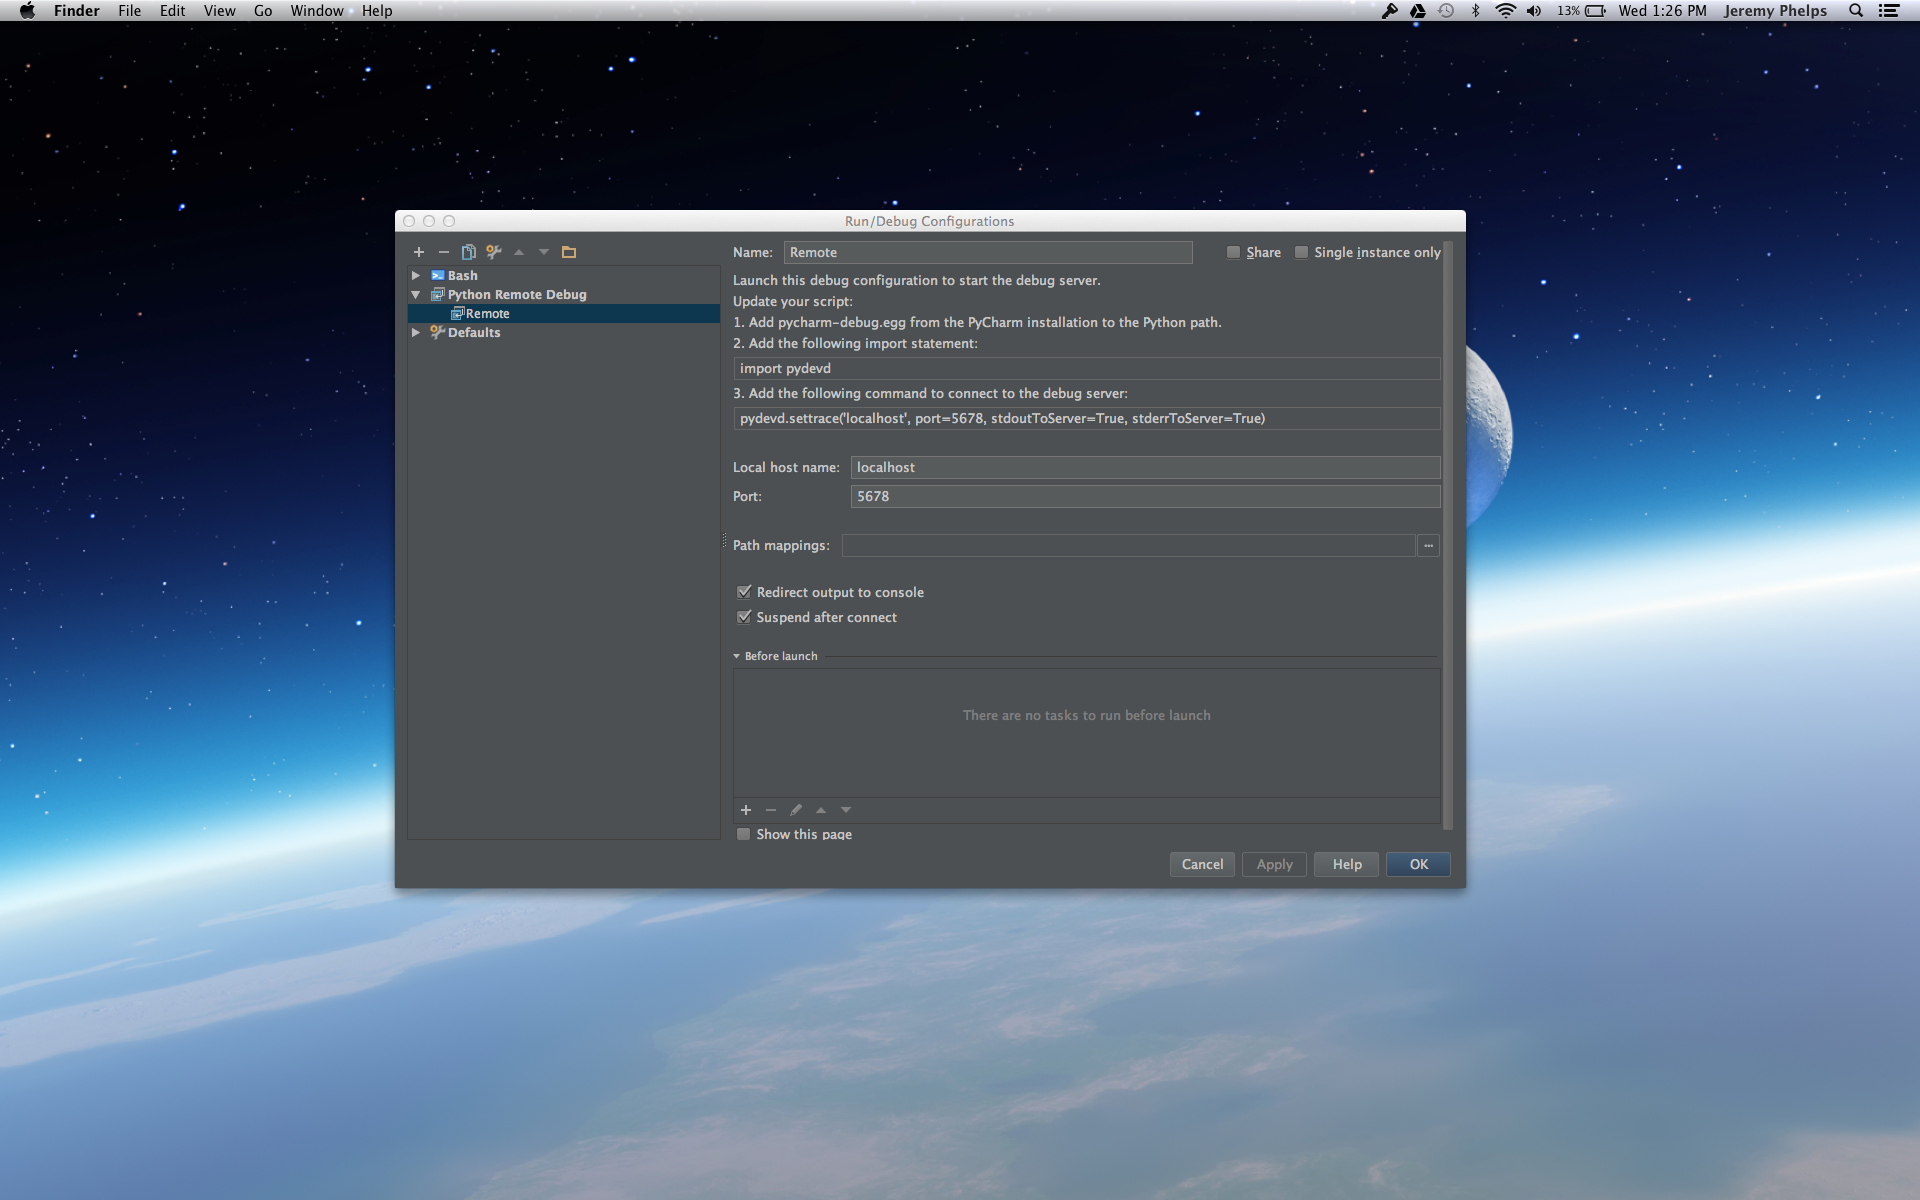 Finder File Edit View Go Window Help 13% Wed 1:26 PM Jeremy Phelps
Run/Debug Configurations
Bash
Python Remote Debug
Remote
Defaults
Name: Remote Share Single instance only
Launch this debug configuration to start the debug server.
Update your script:
1. Add pycharm-debug.egg from the PyCharm installation to the Python path.
2. Add the following import statement:
import pydevd
3. Add the following command to connect to the debug server:
pydevd.settrace('localhost', port=5678, stdoutToServer=True, stderrToServer=True)
Local host name: localhost
Port: 5678
Path mappings: ...
Redirect output to console
Suspend after connect
Before launch
There are no tasks to run before launch
Show this page
Cancel Apply Help OK